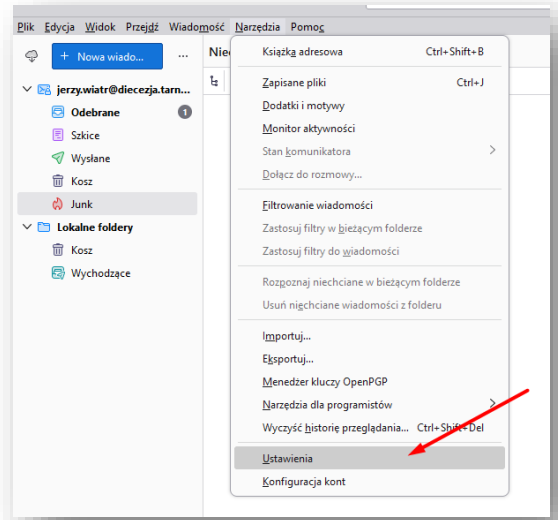 Plik Edycja Widok Przejdź Wiadomość Narzędzia Pomoc
+ Nowa wiado... ... Nie
jerzy.wiatr@diecezja.tarn...
Odebrane 1
Szkice
Wysłane
Kosz
Junk
Lokalne foldery
Kosz
Wychodzące
Książka adresowa Ctrl+Shift+B
Zapisane pliki Ctrl+J
Dodatki i motywy
Monitor aktywności
Stan komunikatora
Dołącz do rozmowy...
Filtrowanie wiadomości
Zastosuj filtry w bieżącym folderze
Zastosuj filtry do wiadomości
Rozpoznaj niechciane w bieżącym folderze
Usuń niechciane wiadomości z folderu
Importuj...
Eksportuj...
Menedżer kluczy OpenPGP
Narzędzia dla programistów
Wyczyść historię przeglądania... Ctrl+Shift+Del
Ustawienia
Konfiguracja kont